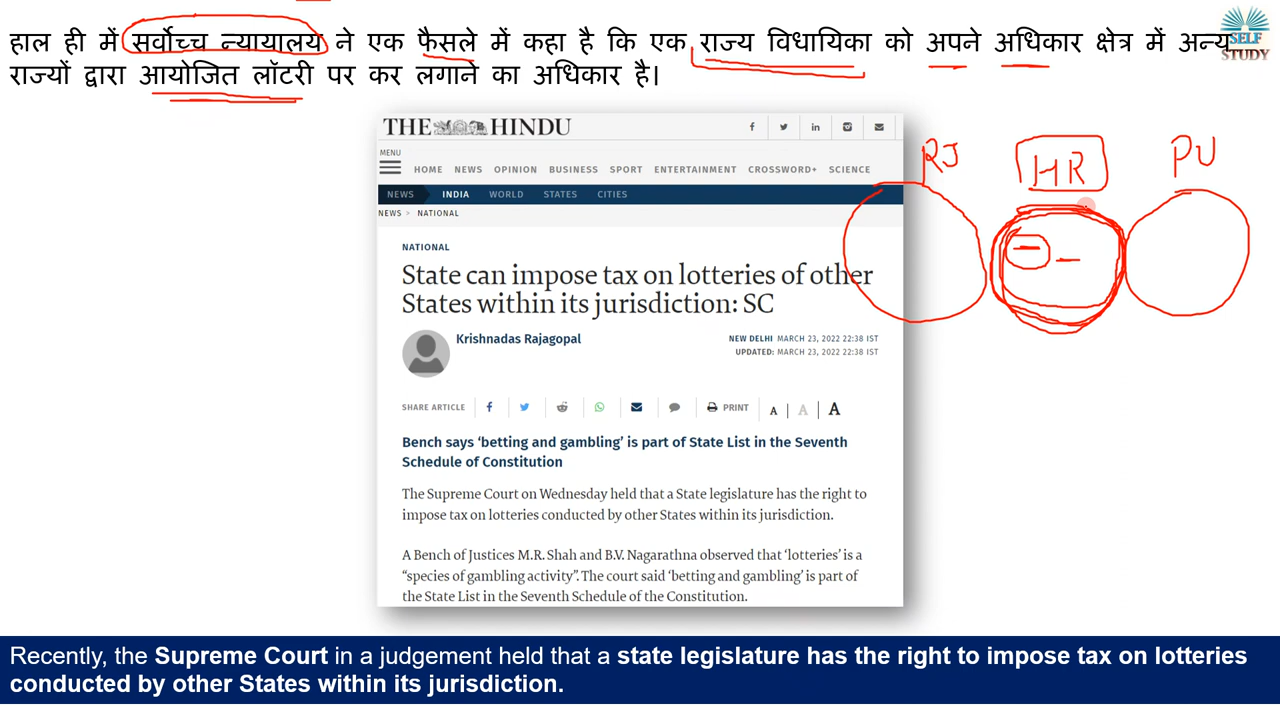 हाल ही में सर्वोच्च न्यायालय ने एक फैसले में कहा है कि एक राज्य विधायिका को अपने अधिकार क्षेत्र में अन्य
राज्यों द्वारा आयोजित लॉटरी पर कर लगाने का अधिकार है।
SELF
STUDY
THE HINDU
MENU
HOME NEWS OPINION BUSINESS SPORT ENTERTAINMENT CROSSWORD+ SCIENCE
NEWS INDIA WORLD STATES CITIES
NEWS > NATIONAL
RJ HR PU
NATIONAL
State can impose tax on lotteries of other
States within its jurisdiction: SC
Krishnadas Rajagopal
NEW DELHI MARCH 23, 2022 22:38 IST
UPDATED: MARCH 23, 2022 22:38 IST
SHARE ARTICLE PRINT A A A
Bench says ‘betting and gambling’ is part of State List in the Seventh
Schedule of Constitution
The Supreme Court on Wednesday held that a State legislature has the right to
impose tax on lotteries conducted by other States within its jurisdiction.
A Bench of Justices M.R. Shah and B.V. Nagarathna observed that ‘lotteries’ is a
“species of gambling activity”. The court said ‘betting and gambling’ is part of
the State List in the Seventh Schedule of the Constitution.
Recently, the Supreme Court in a judgement held that a state legislature has the right to impose tax on lotteries
conducted by other States within its jurisdiction.